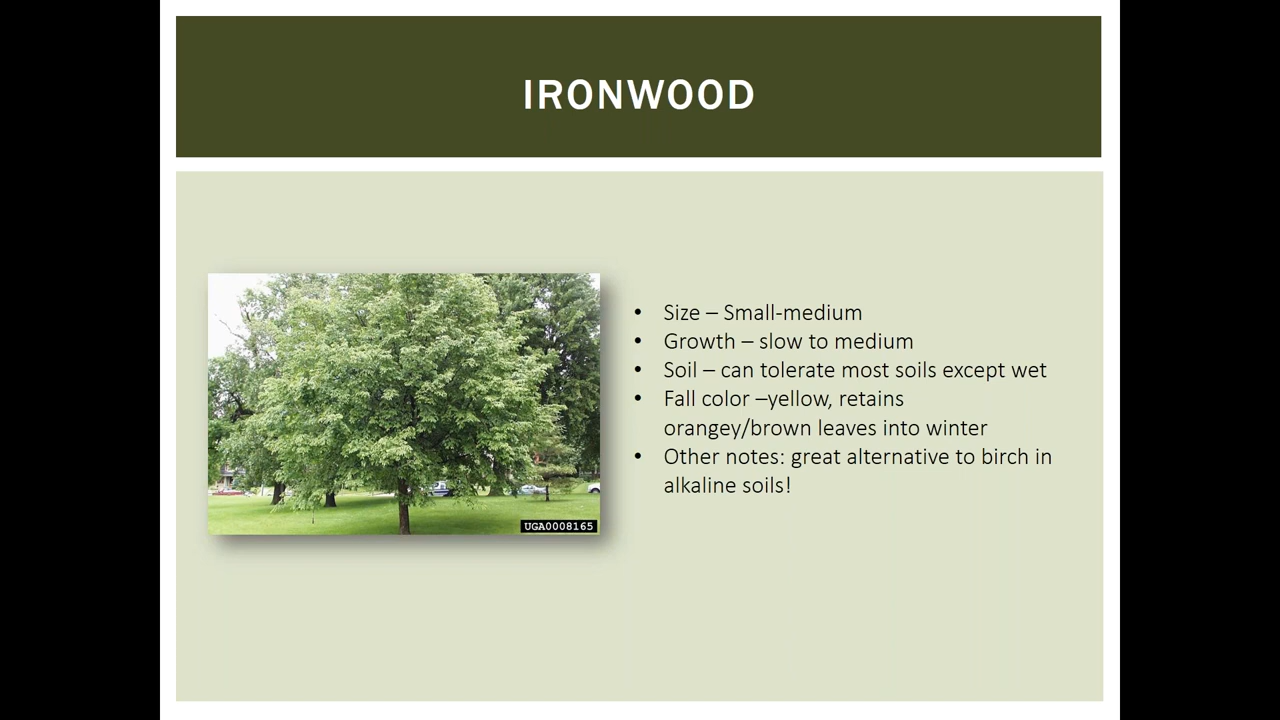 IRONWOOD
• Size – Small-medium
• Growth – slow to medium
• Soil – can tolerate most soils except wet
• Fall color –yellow, retains
orangey/brown leaves into winter
• Other notes: great alternative to birch in
alkaline soils!
UGA0008165